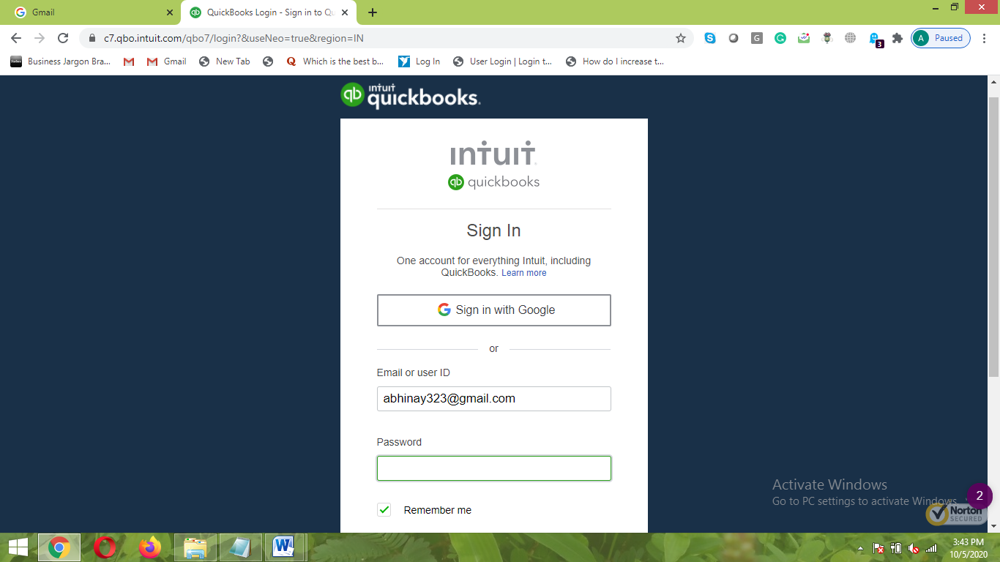 Gmail
QuickBooks Login - Sign in to Qu
c7.qbo.intuit.com/qbo7/login?&useNeo=true&region=IN
G
3
A Paused
Business Jargon Bra...
Gmail
New Tab
Which is the best b...
Log In
User Login | Login t...
How do I increase t...
qb intuit quickbooks.
intuit
qb quickbooks
Sign In
One account for everything Intuit, including
QuickBooks. Learn more
Sign in with Google
or
Email or user ID
abhinay323@gmail.com
Password
Remember me
Activate Windows
Go to PC settings to activate Windows.
2
Norton
SECURED
3:43 PM
10/5/2020